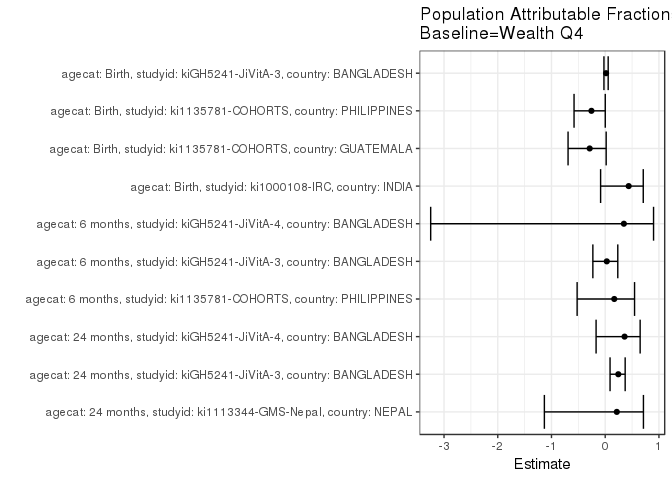 Population Attributable Fraction
Baseline=Wealth Q4
agecat: Birth, studyid: kiGH5241-JiVitA-3, country: BANGLADESH
agecat: Birth, studyid: ki1135781-COHORTS, country: PHILIPPINES
agecat: Birth, studyid: ki1135781-COHORTS, country: GUATEMALA
agecat: Birth, studyid: ki1000108-IRC, country: INDIA
agecat: 6 months, studyid: kiGH5241-JiVitA-4, country: BANGLADESH
agecat: 6 months, studyid: kiGH5241-JiVitA-3, country: BANGLADESH
agecat: 6 months, studyid: ki1135781-COHORTS, country: PHILIPPINES
agecat: 24 months, studyid: kiGH5241-JiVitA-4, country: BANGLADESH
agecat: 24 months, studyid: kiGH5241-JiVitA-3, country: BANGLADESH
agecat: 24 months, studyid: ki1113344-GMS-Nepal, country: NEPAL
-3 -2 -1 0 1
Estimate